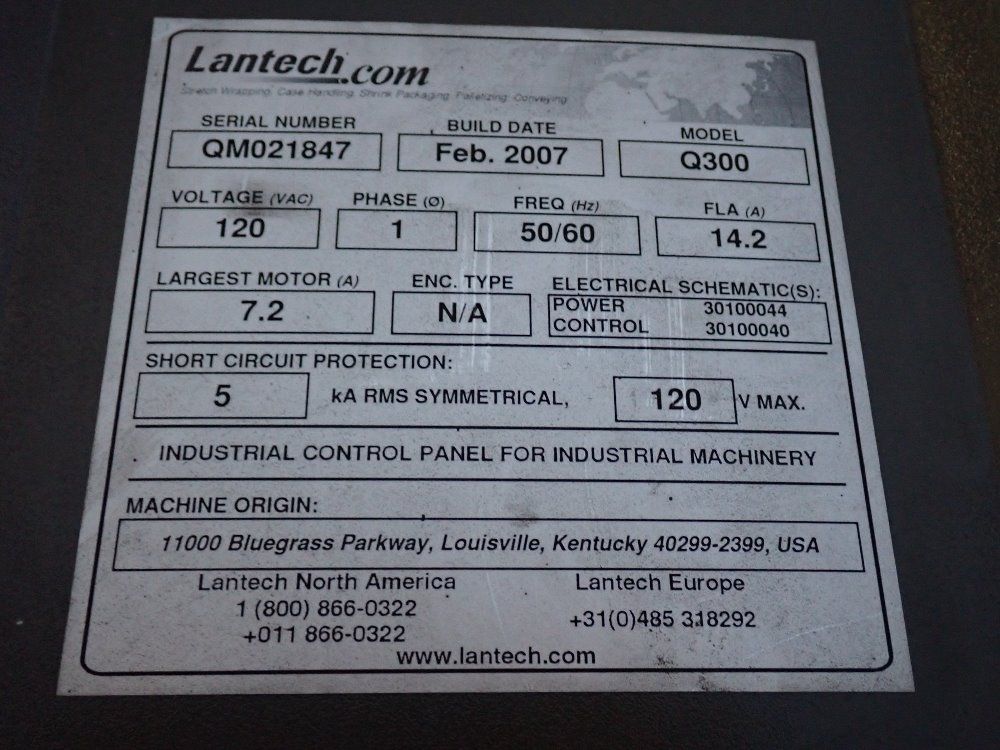 Lantech.com
Stretch Wrapping Case Handling Shrink Packaging Palletizing Conveying
SERIAL NUMBER BUILD DATE MODEL
QM021847 Feb. 2007 Q300
VOLTAGE (VAC) PHASE (Ø) FREQ (Hz) FLA (A)
120 1 50/60 14.2
LARGEST MOTOR (A) ENC. TYPE ELECTRICAL SCHEMATIC(S):
7.2 N/A POWER 30100044
CONTROL 30100040
SHORT CIRCUIT PROTECTION:
5 kA RMS SYMMETRICAL, 120 V MAX.
INDUSTRIAL CONTROL PANEL FOR INDUSTRIAL MACHINERY
MACHINE ORIGIN:
11000 Bluegrass Parkway, Louisville, Kentucky 40299-2399, USA
Lantech North America Lantech Europe
1 (800) 866-0322 +31(0)485 318292
+011 866-0322
www.lantech.com